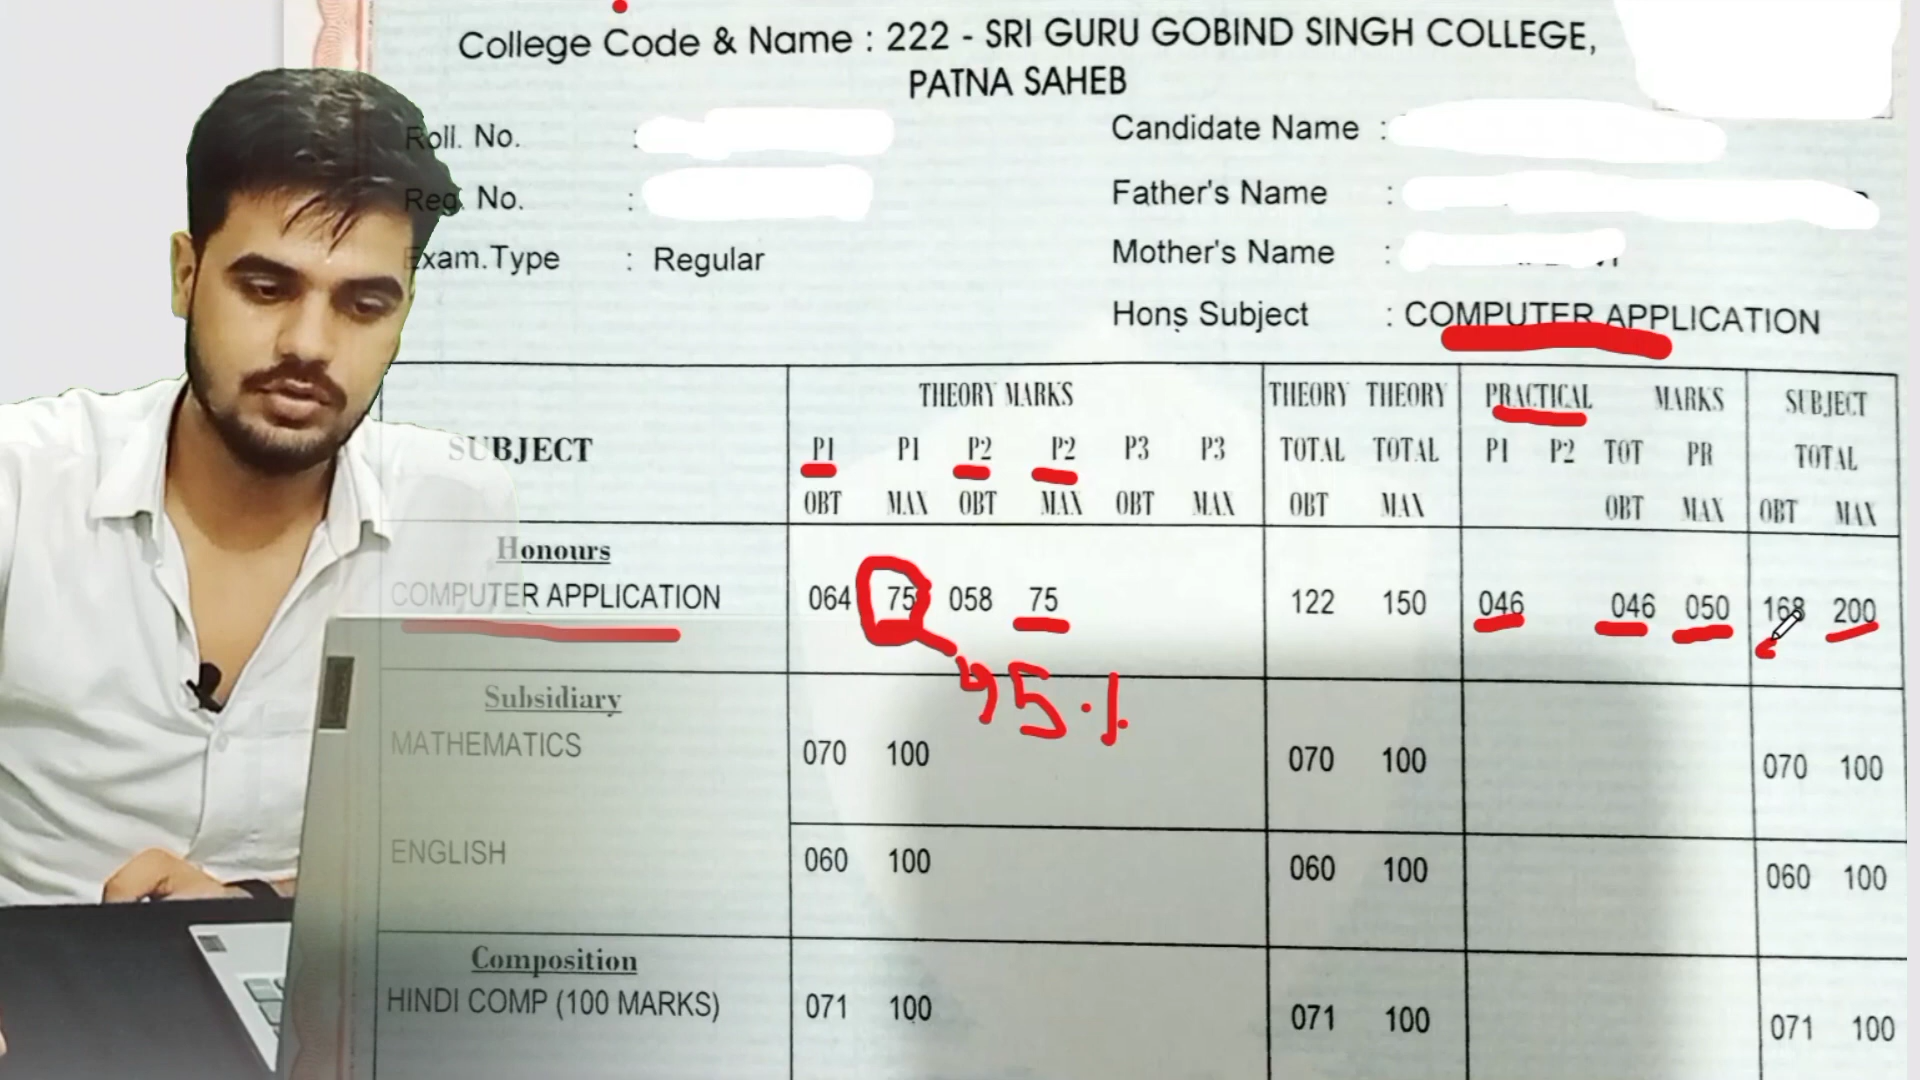 College Code & Name : 222 - SRI GURU GOBIND SINGH COLLEGE,
PATNA SAHEB
Roll. No. :
Candidate Name :
Reg. No. :
Father's Name :
Exam.Type : Regular
Mother's Name :
Hons Subject : COMPUTER APPLICATION
THEORY MARKS THEORY THEORY PRACTICAL MARKS SUBJECT
SUBJECT P1 P1 P2 P2 P3 P3 TOTAL TOTAL P1 P2 TOT PR TOTAL
OBT MAX OBT MAX OBT MAX OBT MAX OBT MAX OBT MAX
Honours
COMPUTER APPLICATION 064 75 058 75 122 150 046 046 050 168 200
Subsidiary
MATHEMATICS 070 100 070 100 070 100
ENGLISH 060 100 060 100 060 100
Composition
HINDI COMP (100 MARKS) 071 100 071 100 071 100